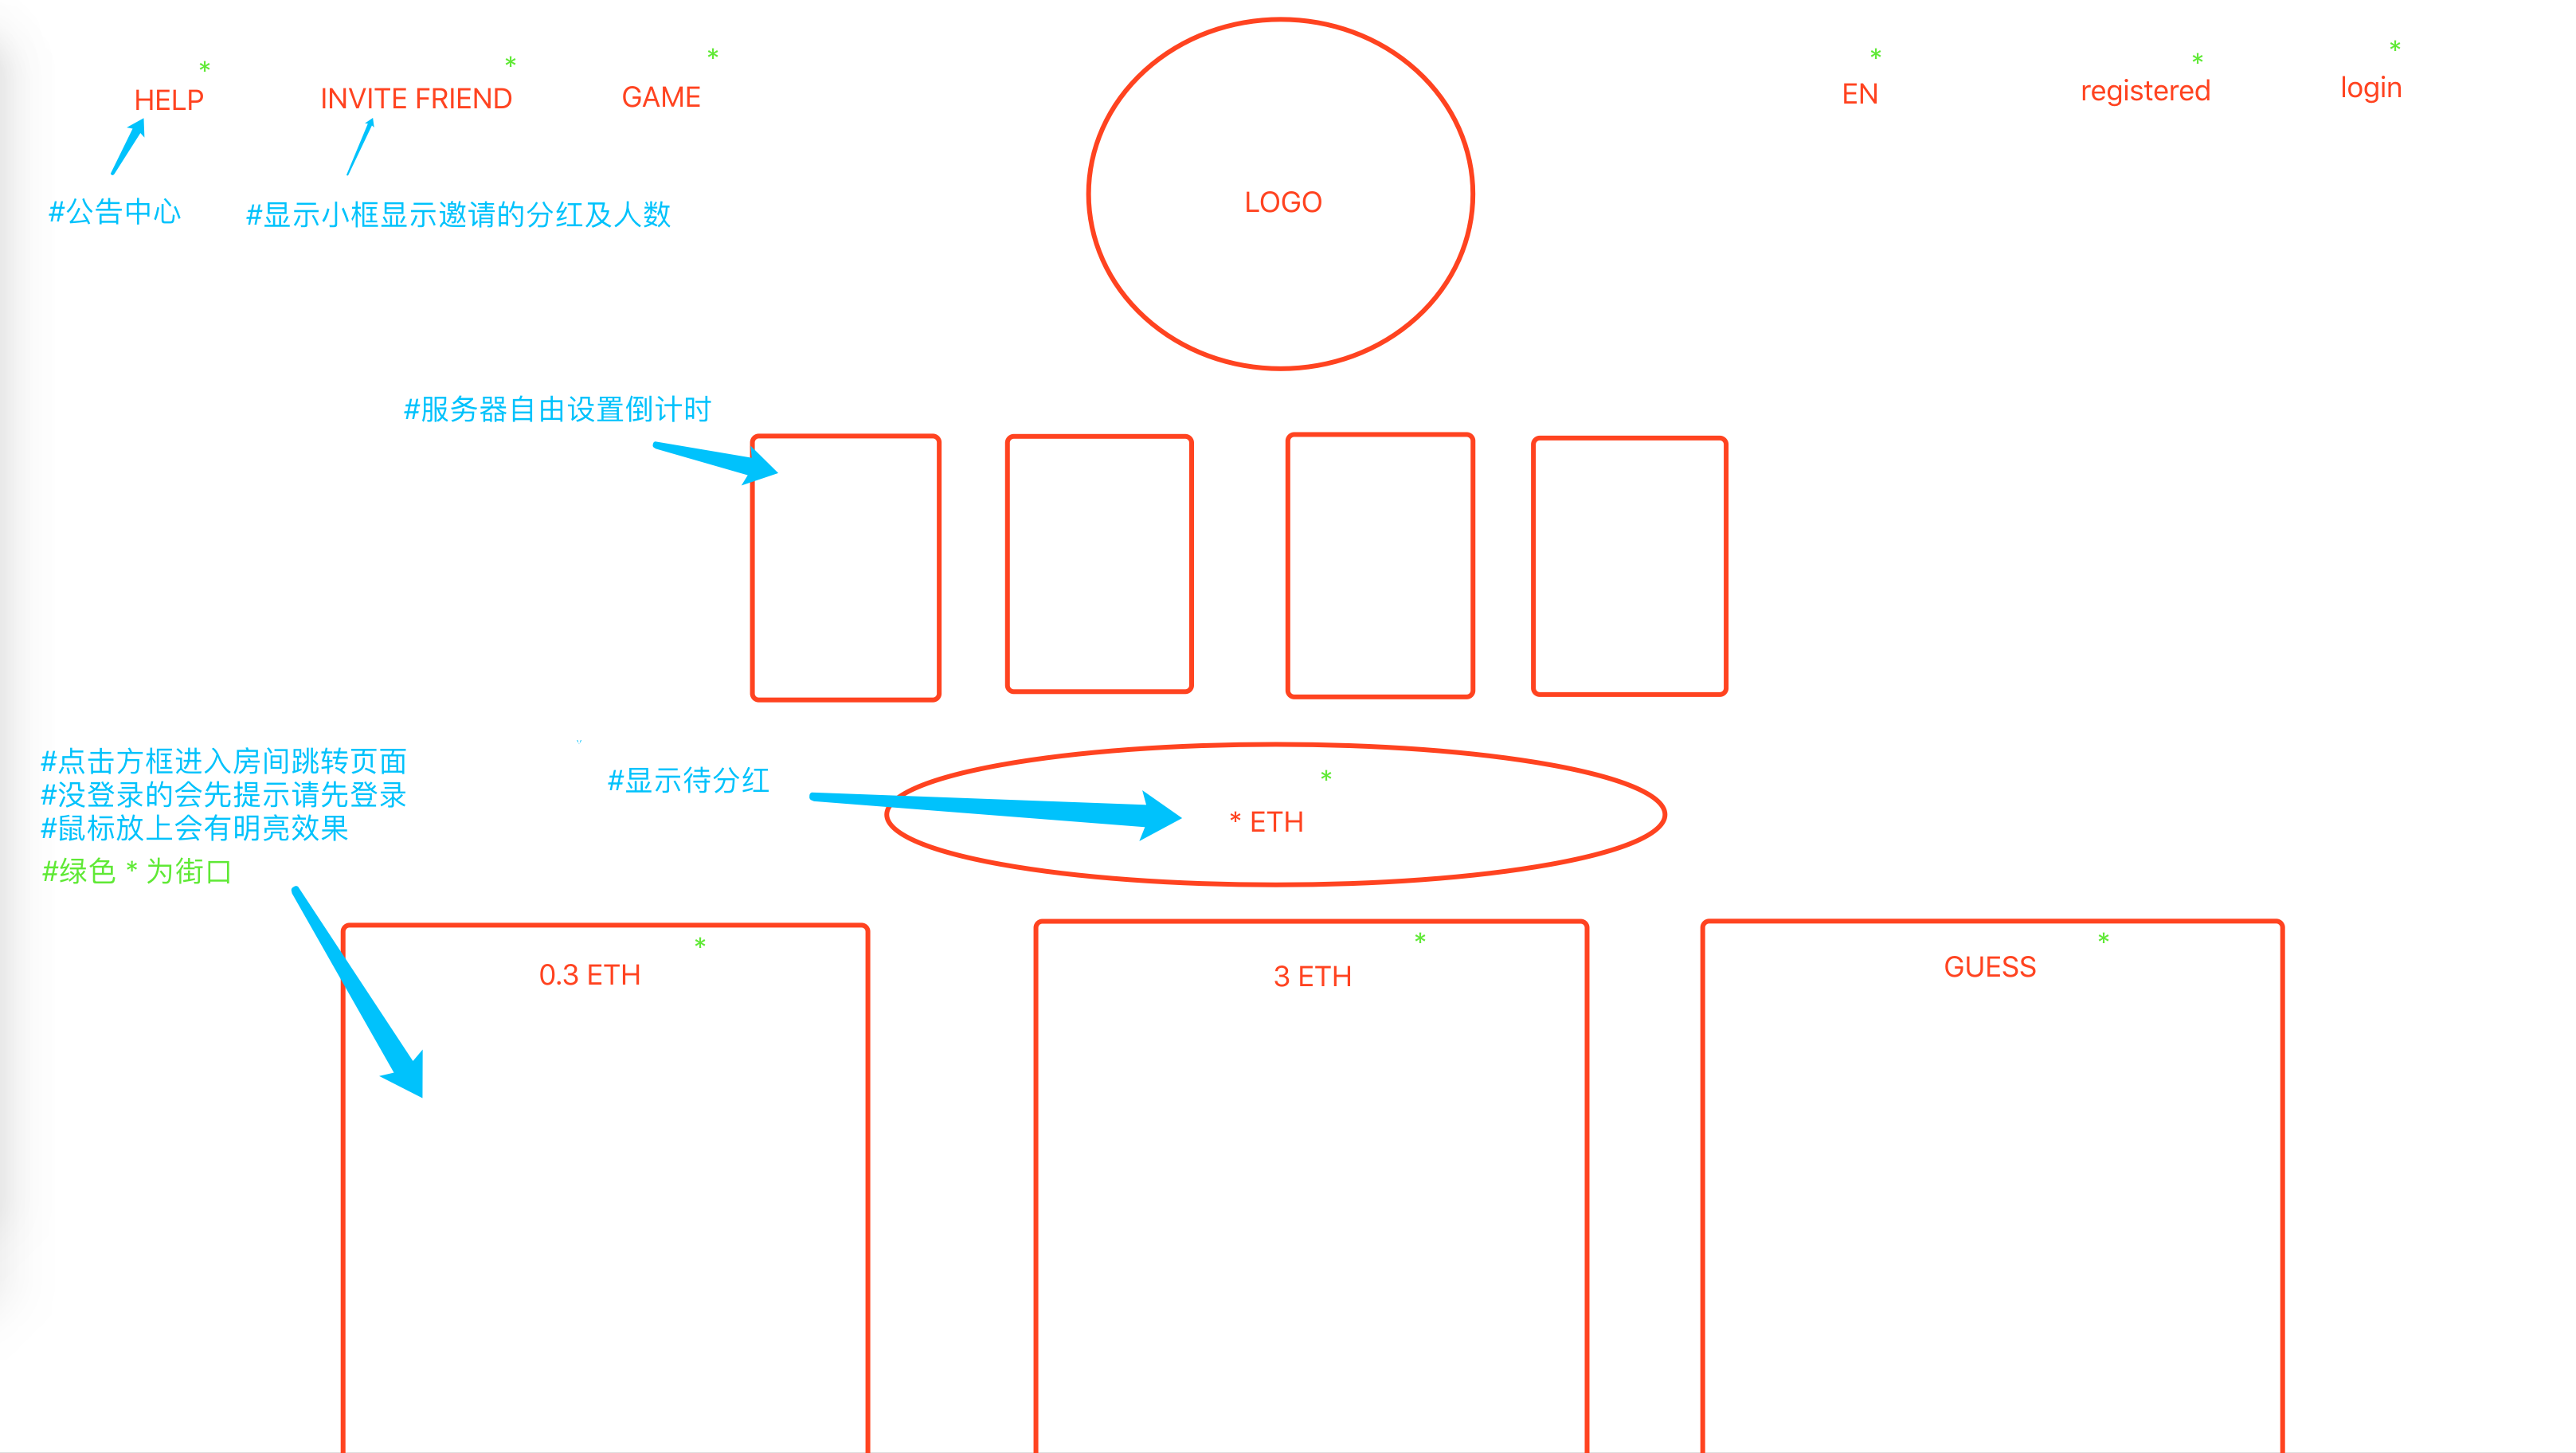 HELP *
INVITE FRIEND *
GAME *
EN *
registered *
login *
#公告中心
#显示小框显示邀请的分红及人数
LOGO
#服务器自由设置倒计时
#点击方框进入房间跳转页面
#没登录的会先提示请先登录
#鼠标放上会有明亮效果
#绿色 * 为街口
#显示待分红
*
* ETH
0.3 ETH *
3 ETH *
GUESS *